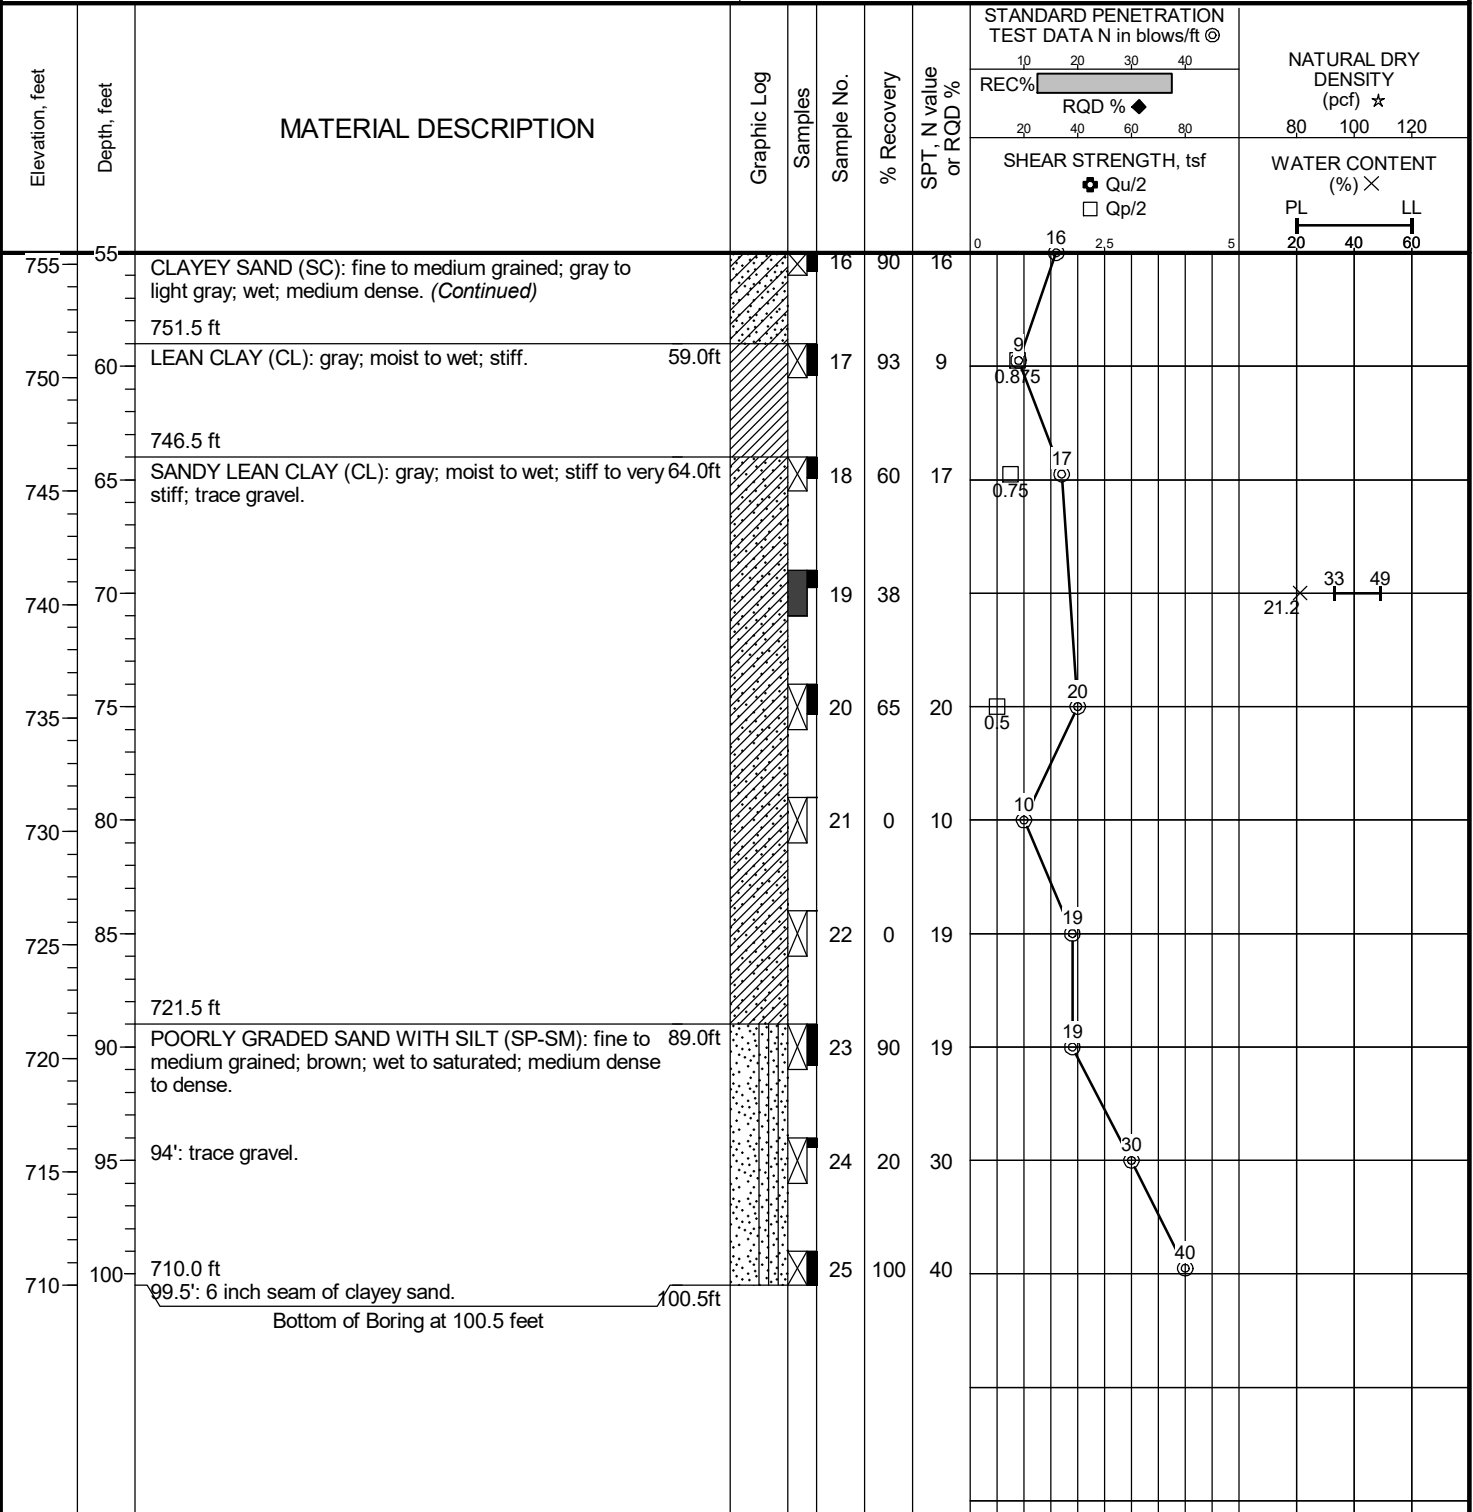 Elevation, feet
Depth, feet
MATERIAL DESCRIPTION
Graphic Log
Samples
Sample No.
% Recovery
SPT, N value
or RQD %
STANDARD PENETRATION
TEST DATA N in blows/ft
10 20 30 40
REC%
RQD %
20 40 60 80
SHEAR STRENGTH, tsf
Qu/2
Qp/2
0 2.5 5
NATURAL DRY
DENSITY
(pcf)
80 100 120
WATER CONTENT
(%)
PL LL
20 40 60
755 55 16 90 16 16
CLAYEY SAND (SC): fine to medium grained; gray to
light gray; wet; medium dense. (Continued)
751.5 ft
LEAN CLAY (CL): gray; moist to wet; stiff. 59.0ft
750 60 17 93 9 9
0.875
746.5 ft
SANDY LEAN CLAY (CL): gray; moist to wet; stiff to very 64.0ft
stiff; trace gravel.
745 65 18 60 17 17
0.75
740 70 19 38 33 49
21.2
735 75 20 65 20 20
0.5
730 80 21 0 10 10
725 85 22 0 19 19
721.5 ft
POORLY GRADED SAND WITH SILT (SP-SM): fine to 89.0ft
medium grained; brown; wet to saturated; medium dense
to dense.
720 90 23 90 19 19
94': trace gravel.
715 95 24 20 30 30
710.0 ft
710 100 25 100 40 40
99.5': 6 inch seam of clayey sand. 100.5ft
Bottom of Boring at 100.5 feet